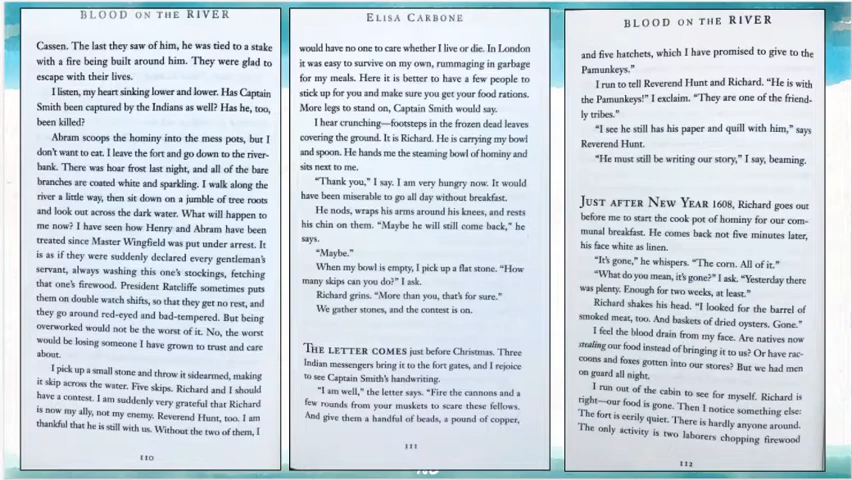 BLOOD ON THE RIVER
Cassen. The last they saw of him, he was tied to a stake
with a fire being built around him. They were glad to
escape with their lives.
I listen, my heart sinking lower and lower. Has Captain
Smith been captured by the Indians as well? Has he, too,
been killed?
Abram scoops the hominy into the mess pots, but I
don't want to eat. I leave the fort and go down to the river-
bank. There was hoar frost last night, and all of the bare
branches are coated white and sparkling. I walk along
the river a little way, then sit down on a jumble of tree roots
and look out across the dark water. What will happen to
me now? I have seen how Henry and Abram have been
treated since Master Wingfield was put under arrest. It
is as if they were suddenly declared every gentleman's
servant, always washing this one's stockings, fetching
that one's firewood. President Ratcliffe sometimes puts
them on double watch shifts, so that they get no rest, and
they go around red-eyed and bad-tempered. But being
overworked would not be the worst of it. No, the worst
would be losing someone I have grown to trust and care
about.
I pick up a small stone and throw it sidearmed, making
it skip across the water. Five skips. Richard and I should
have a contest. I am suddenly very grateful that Richard
is now my ally, not my enemy. Reverend Hunt, too. I am
thankful that he is still with us. Without the two of them, I
110
ELISA CARBONE
would have no one to care whether I live or die. In London
it was easy to survive on my own, rummaging in garbage
for my meals. Here it is better to have a few people to
stick up for you and make sure you get your food rations.
More legs to stand on, Captain Smith would say.
I hear crunching—footsteps in the frozen dead leaves
covering the ground. It is Richard. He is carrying my bowl
and spoon. He hands me the steaming bowl of hominy and
sits next to me.
"Thank you," I say. I am very hungry now. It would
have been miserable to go all day without breakfast.
He nods, wraps his arms around his knees, and rests
his chin on them. "Maybe he will still come back," he
says.
"Maybe."
When my bowl is empty, I pick up a flat stone. "How
many skips can you do?" I ask.
Richard grins. "More than you, that's for sure."
We gather stones, and the contest is on.
THE LETTER COMES just before Christmas. Three
Indian messengers bring it to the fort gates, and I rejoice
to see Captain Smith's handwriting.
"I am well," the letter says. "Fire the cannons and a
few rounds from your muskets to scare these fellows.
And give them a handful of beads, a pound of copper,
111
BLOOD ON THE RIVER
and five hatchets, which I have promised to give to the
Pamunkeys."
I run to tell Reverend Hunt and Richard. "He is with
the Pamunkeys!" I exclaim. "They are one of the friend-
ly tribes."
"I see he still has his paper and quill with him," says
Reverend Hunt.
"He must still be writing our story," I say, beaming.
JUST AFTER NEW YEAR 1608, Richard goes out
before me to start the cook pot of hominy for our com-
munal breakfast. He comes back not five minutes later,
his face white as linen.
"It's gone," he whispers. "The corn. All of it."
"What do you mean, it's gone?" I ask. "Yesterday there
was plenty. Enough for two weeks, at least."
Richard shakes his head. "I looked for the barrel of
smoked meat, too. And baskets of dried oysters. Gone."
I feel the blood drain from my face. Are natives now
stealing our food instead of bringing it to us? Or have rac-
coons and foxes gotten into our stores? But we had men
on guard all night.
I run out of the cabin to see for myself. Richard is
right—our food is gone. Then I notice something else:
The fort is eerily quiet. There is hardly anyone around.
The only activity is two laborers chopping firewood
112